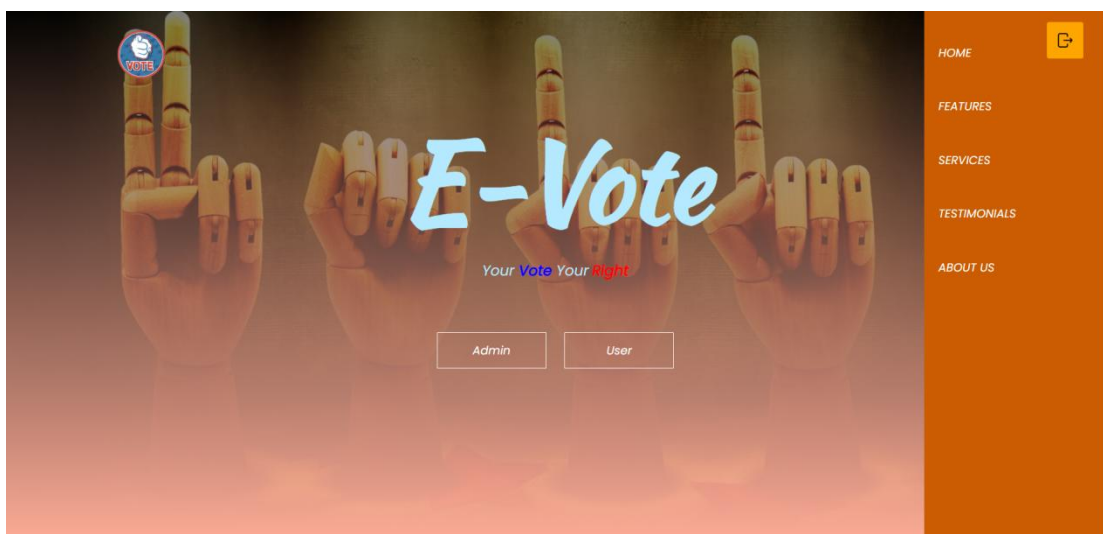 VOTE
E-Vote
Your Vote Your Right
Admin
User
HOME
FEATURES
SERVICES
TESTIMONIALS
ABOUT US